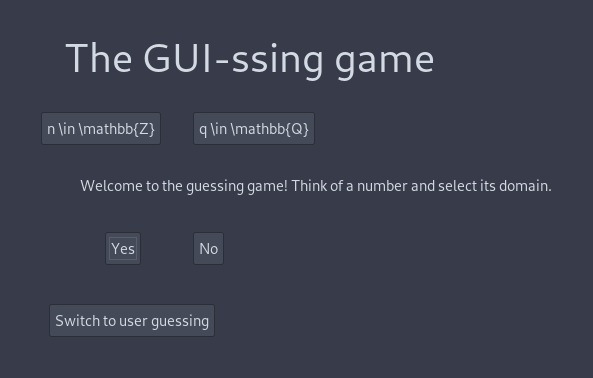 The GUI-ssing game
n \in \mathbb{Z} q \in \mathbb{Q}
Welcome to the guessing game! Think of a number and select its domain.
Yes No
Switch to user guessing